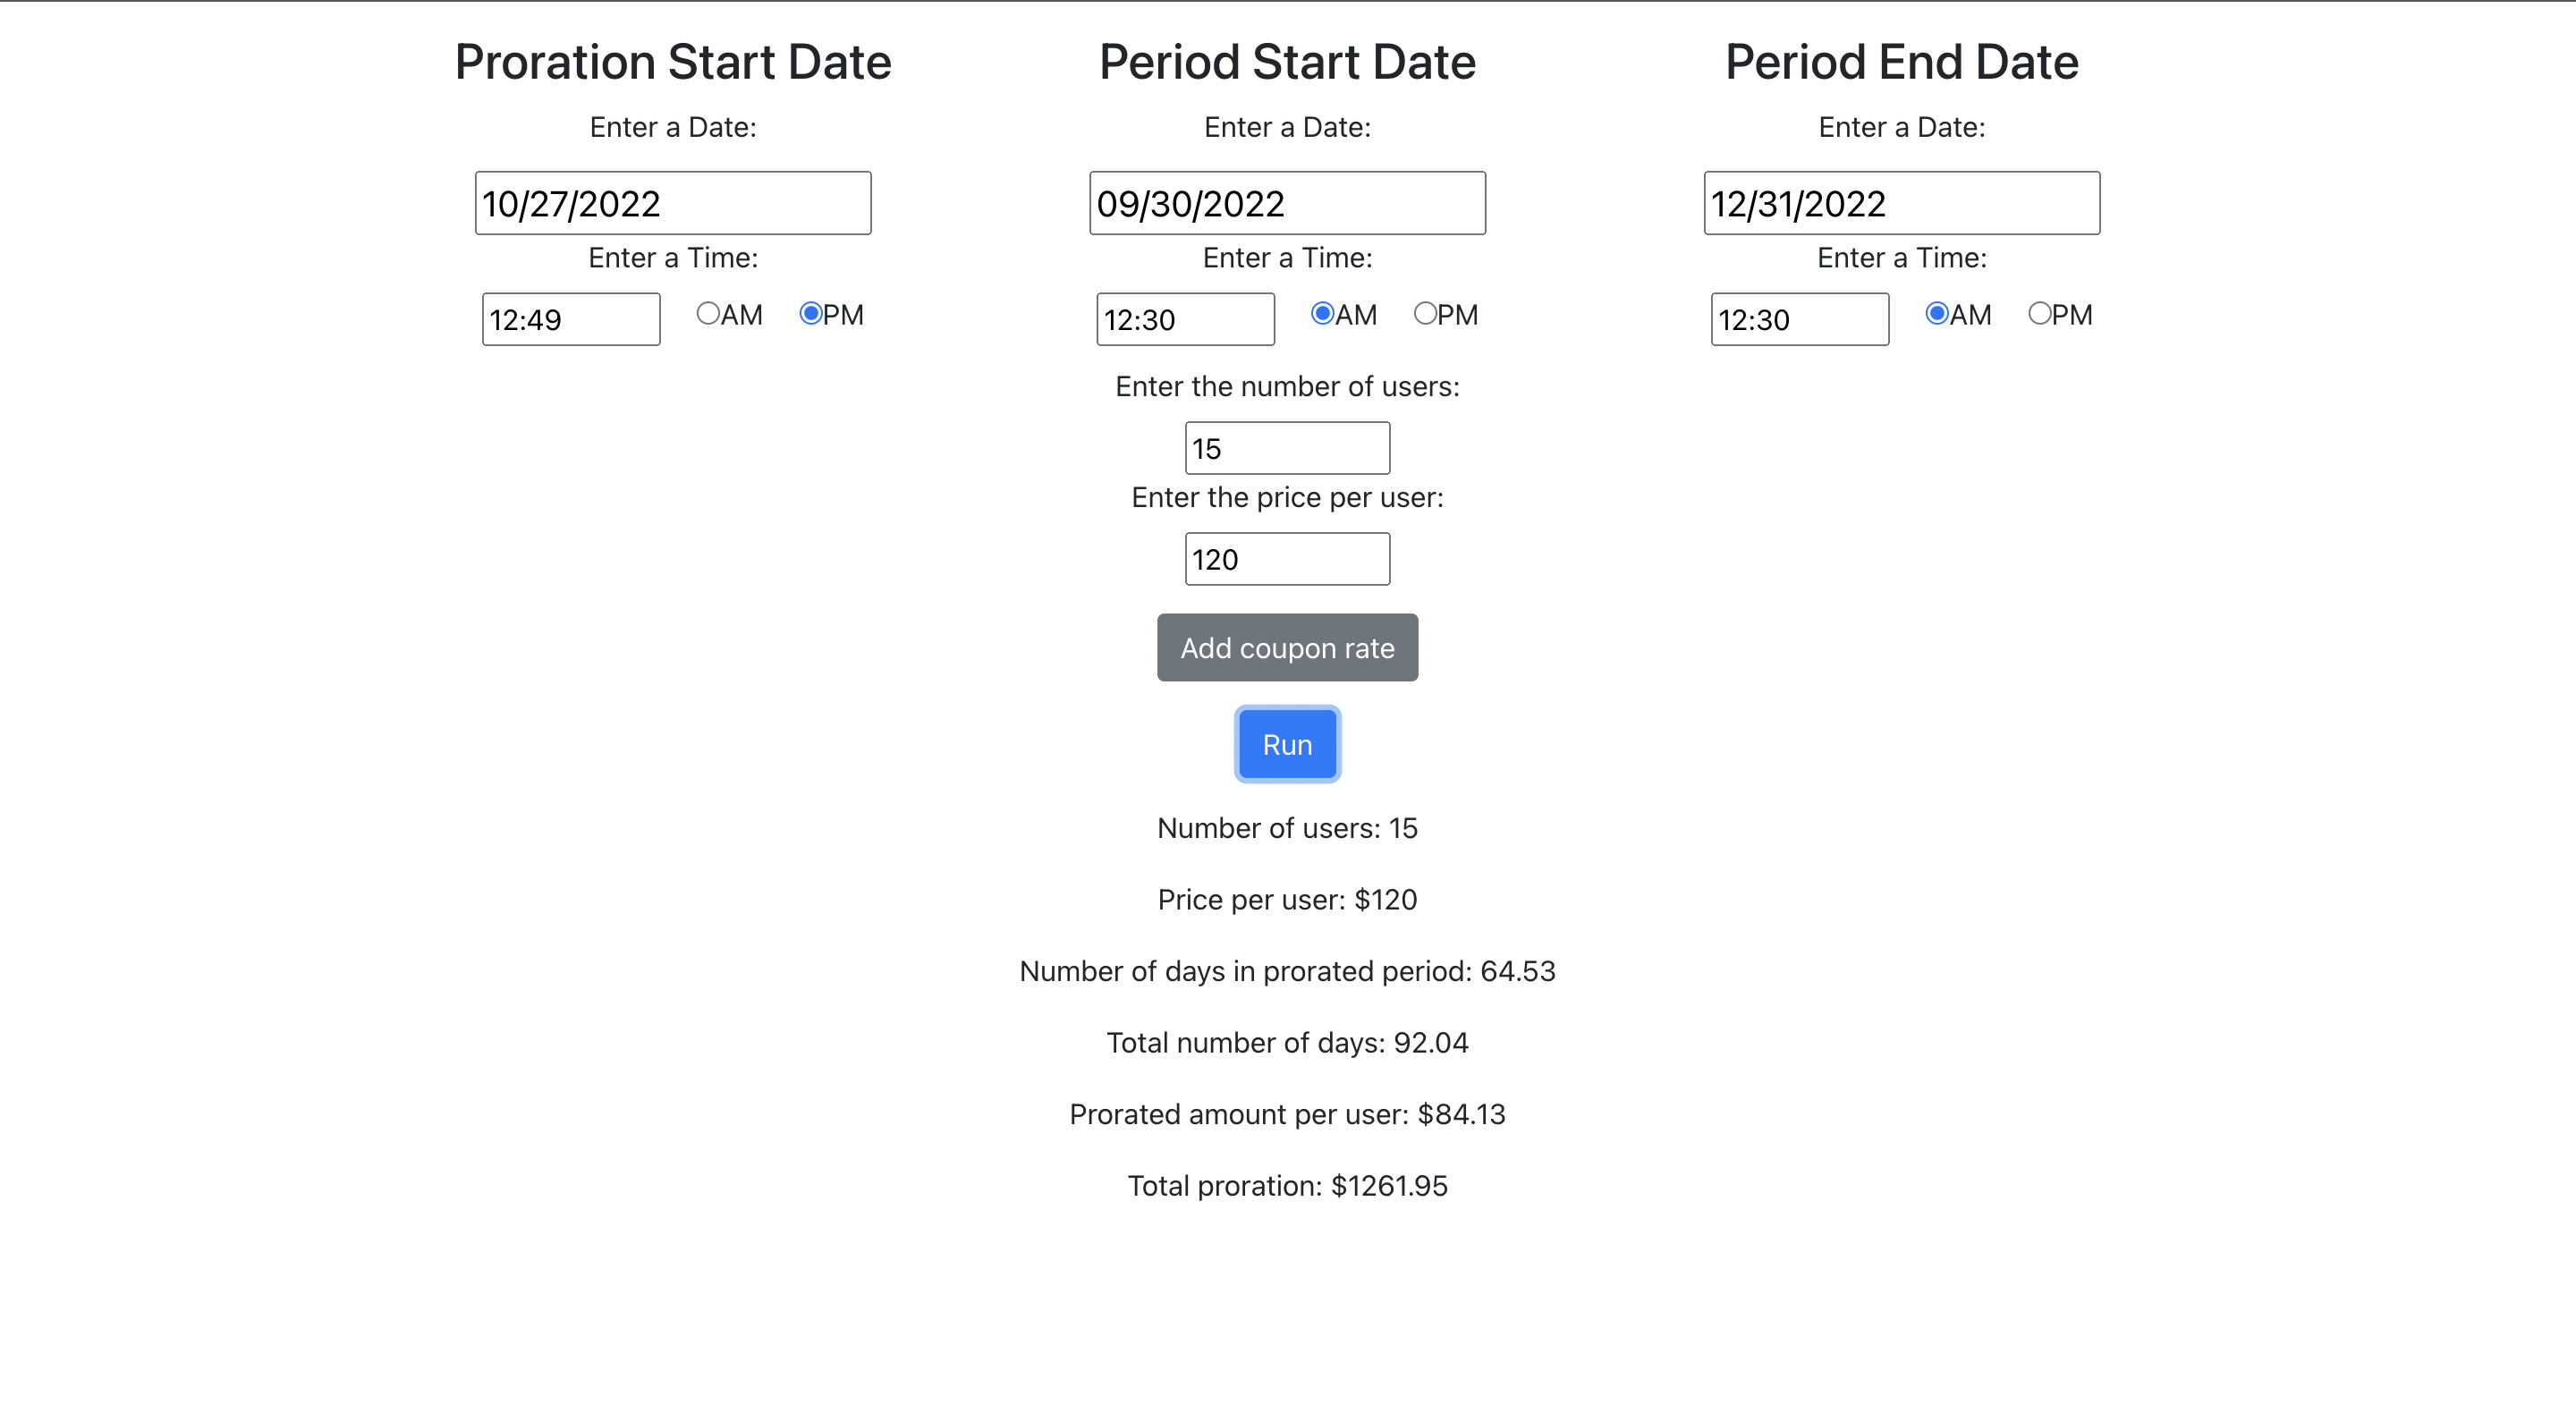 Proration Start Date
Enter a Date:
10/27/2022
Enter a Time:
12:49 AM PM
Period Start Date
Enter a Date:
09/30/2022
Enter a Time:
12:30 AM PM
Period End Date
Enter a Date:
12/31/2022
Enter a Time:
12:30 AM PM
Enter the number of users:
15
Enter the price per user:
120
Add coupon rate
Run
Number of users: 15
Price per user: $120
Number of days in prorated period: 64.53
Total number of days: 92.04
Prorated amount per user: $84.13
Total proration: $1261.95